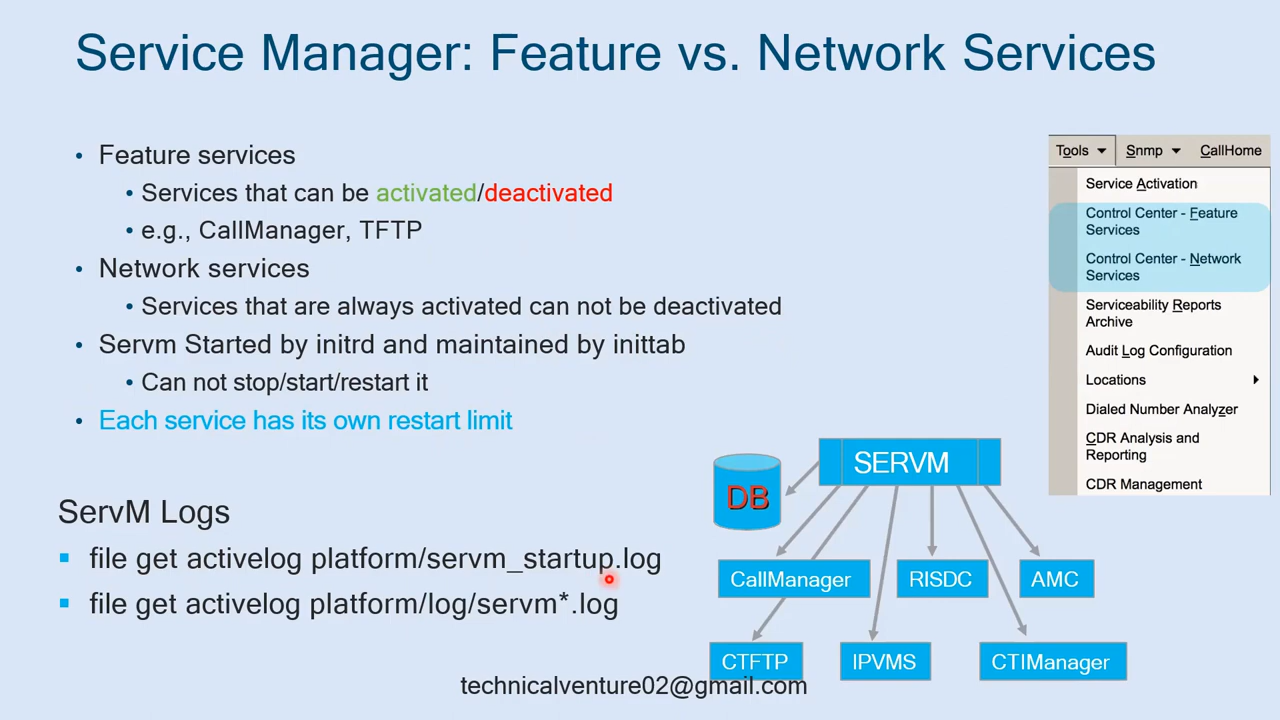 Service Manager: Feature vs. Network Services
• Feature services
• Services that can be activated/deactivated
• e.g., CallManager, TFTP
• Network services
• Services that are always activated can not be deactivated
• Servm Started by initrd and maintained by inittab
• Can not stop/start/restart it
• Each service has its own restart limit
ServM Logs
▪ file get activelog platform/servm_startup.log
▪ file get activelog platform/log/servm*.log
Tools Snmp CallHome
Service Activation
Control Center - Feature
Services
Control Center - Network
Services
Serviceability Reports
Archive
Audit Log Configuration
Locations
Dialed Number Analyzer
CDR Analysis and
Reporting
CDR Management
SERVM
DB
CallManager RISDC AMC
CTFTP IPVMS CTIManager
technicalventure02@gmail.com